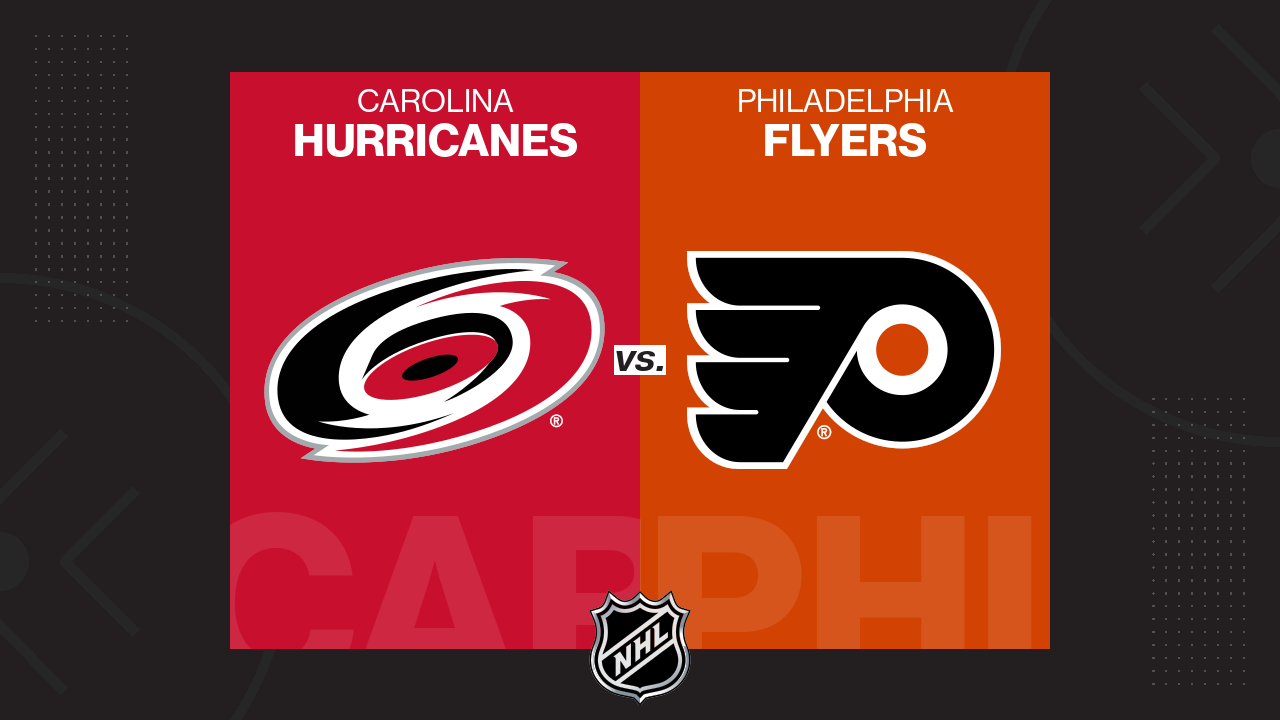 CAROLINA
HURRICANES
PHILADELPHIA
FLYERS
vs.
®
®
CAR
PHI
NHL